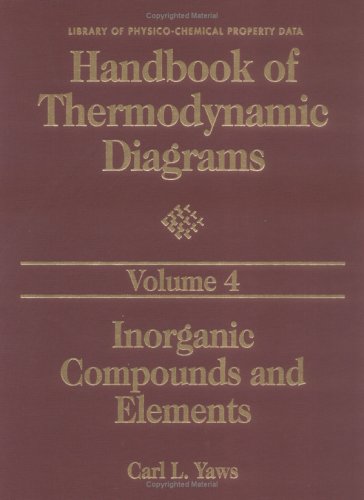 LIBRARY OF PHYSICO-CHEMICAL PROPERTY DATA
Handbook of
Thermodynamic
Diagrams
Volume 4
Inorganic
Compounds and
Elements
Carl L. Yaws